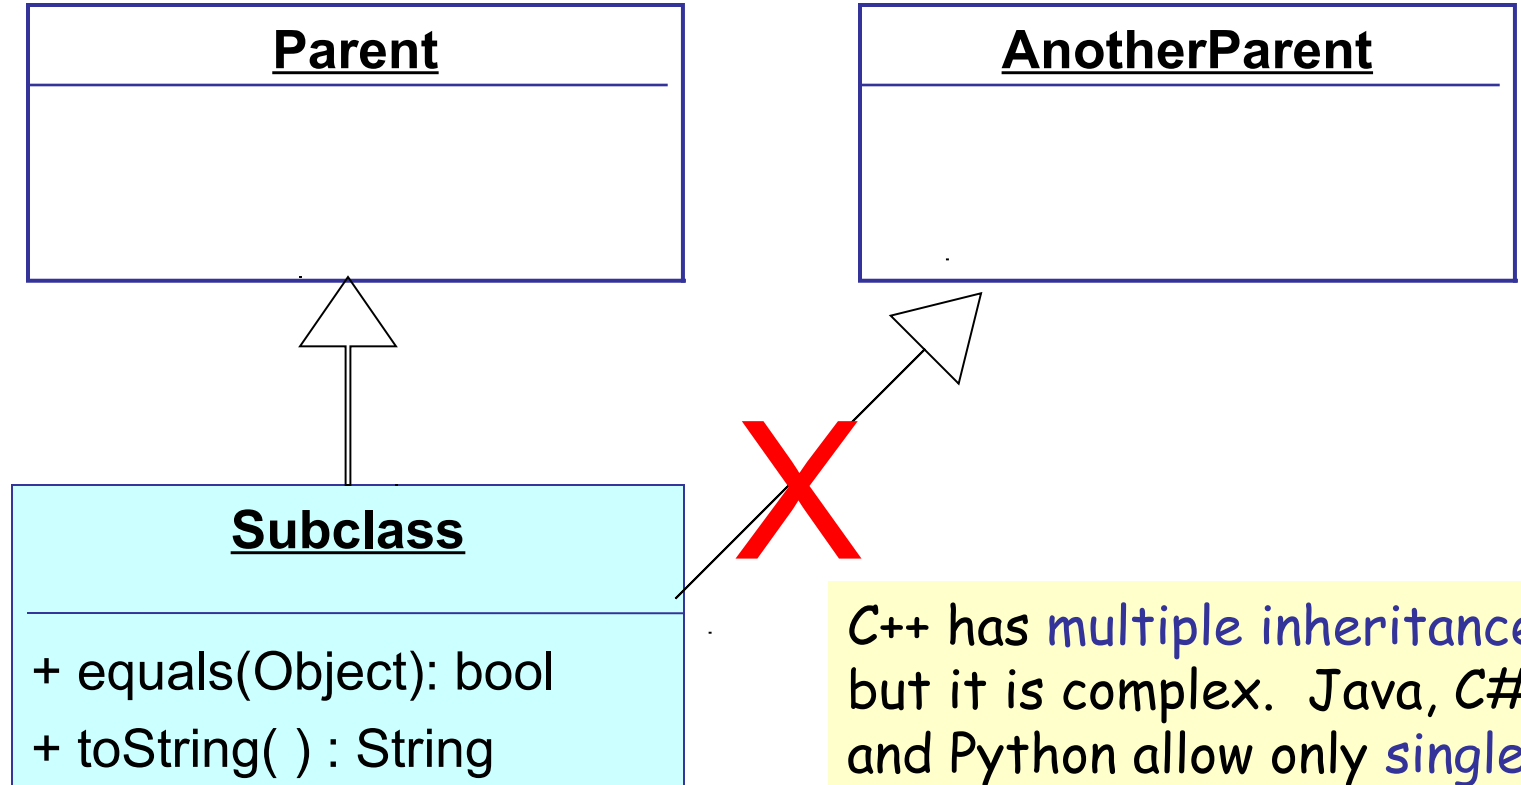 Parent
AnotherParent
Subclass
+ equals(Object): bool
+ toString( ) : String
X
C++ has multiple inheritance
but it is complex. Java, C#
and Python allow only single